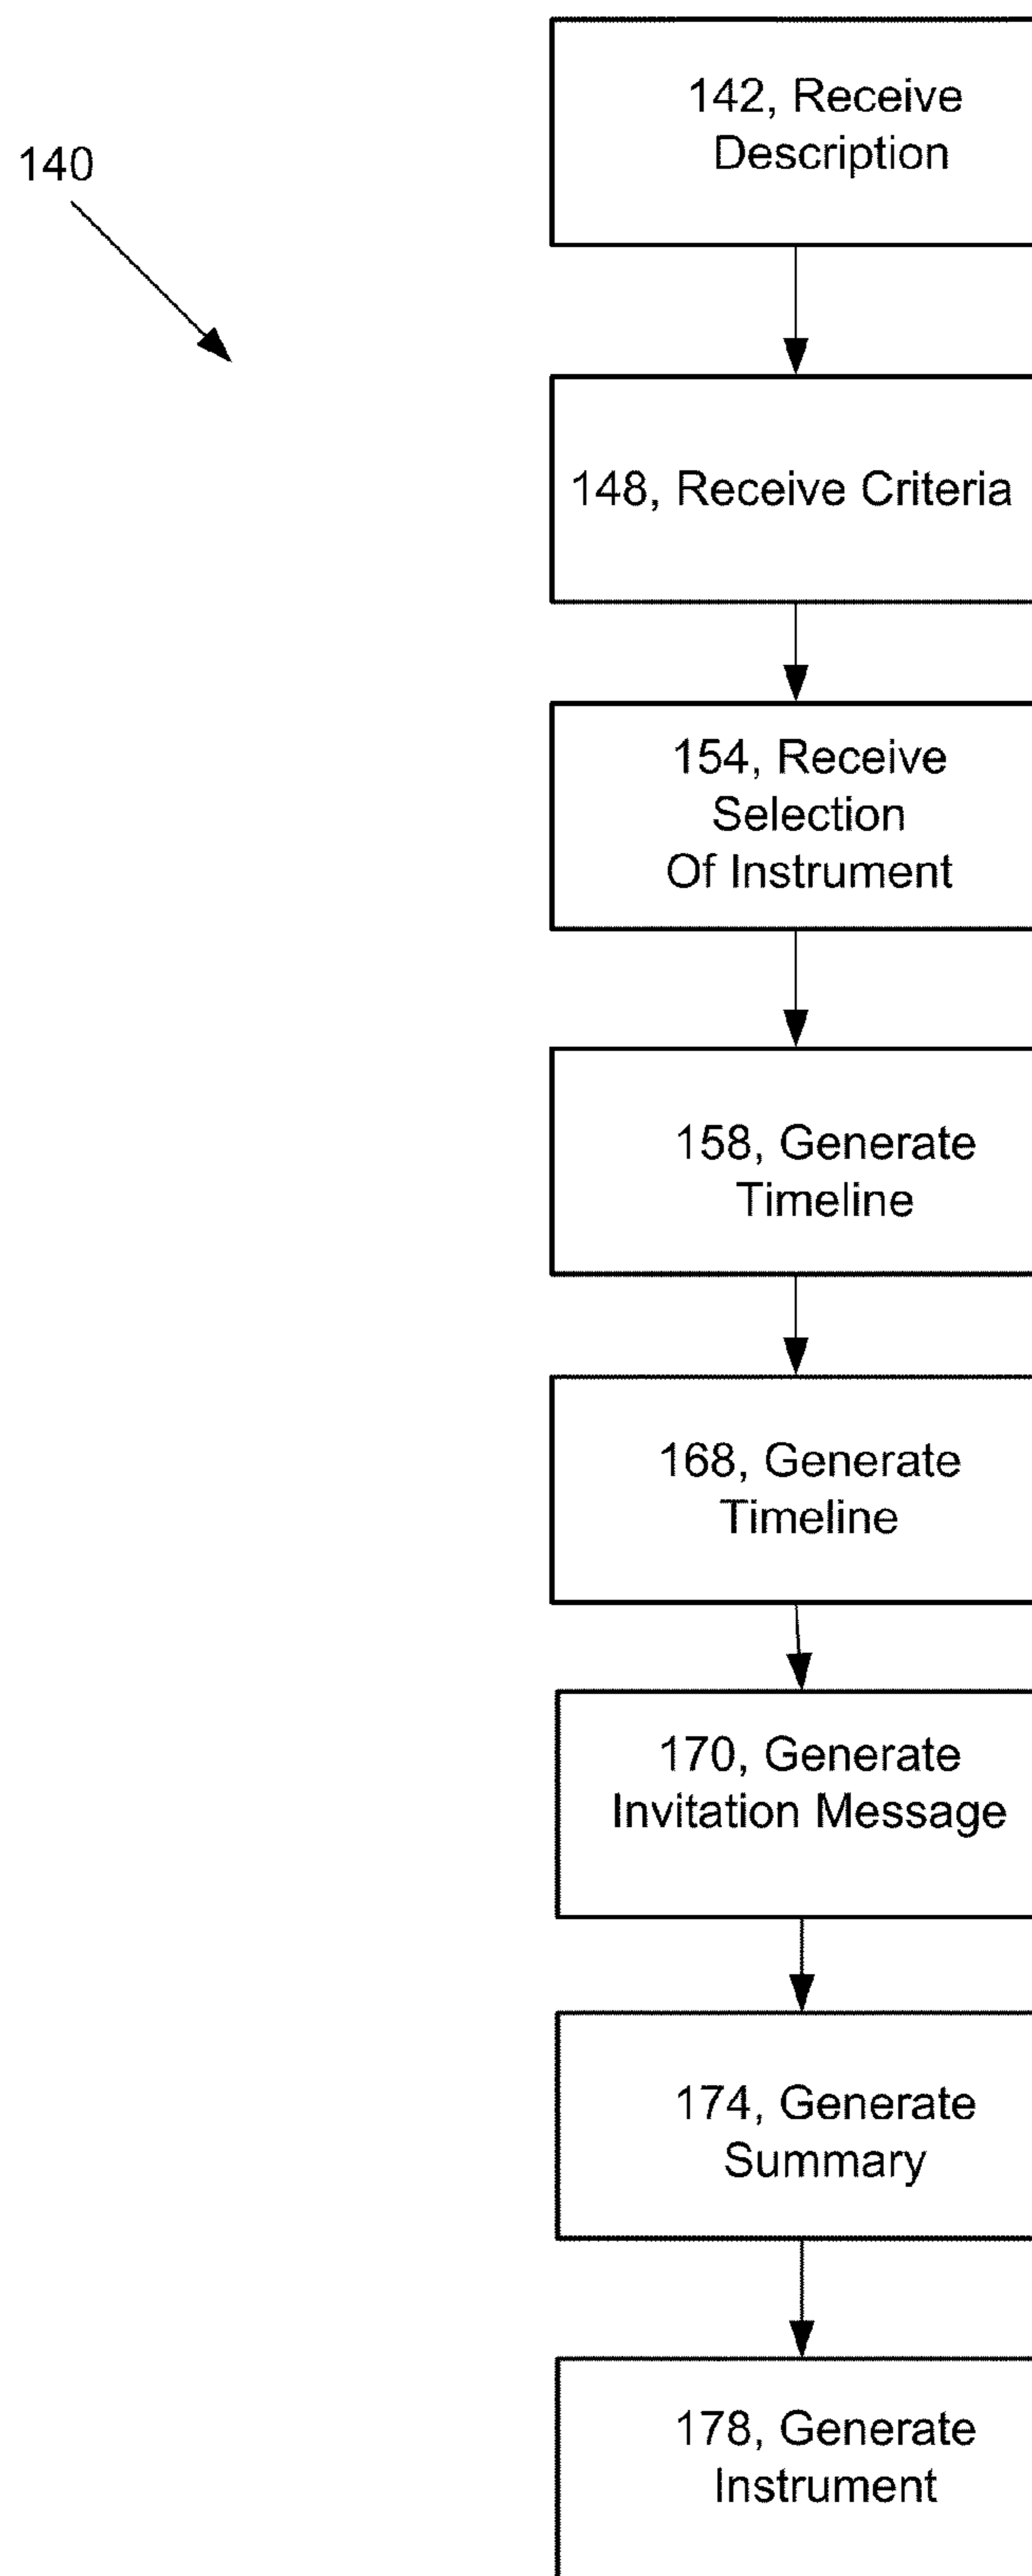 142, Receive
Description
140
148, Receive Criteria
154, Receive
Selection
Of Instrument
158, Generate
Timeline
168, Generate
Timeline
170, Generate
Invitation Message
174, Generate
Summary
178, Generate
Instrument